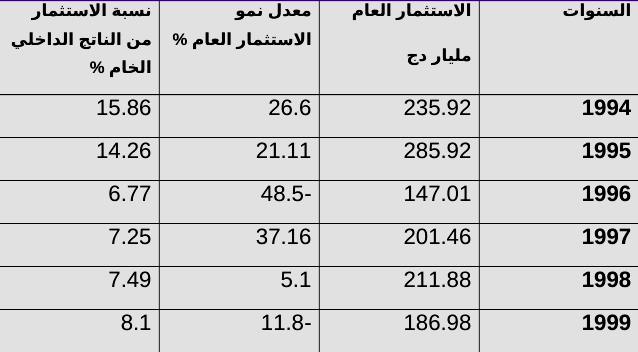 السنوات الاستثمار العام معدل نمو نسبة الاستثمار
مليار دج الاستثمار العام % من الناتج الداخلي
الخام %
1994 235.92 26.6 15.86
1995 285.92 21.11 14.26
1996 147.01 48.5- 6.77
1997 201.46 37.16 7.25
1998 211.88 5.1 7.49
1999 186.98 11.8- 8.1